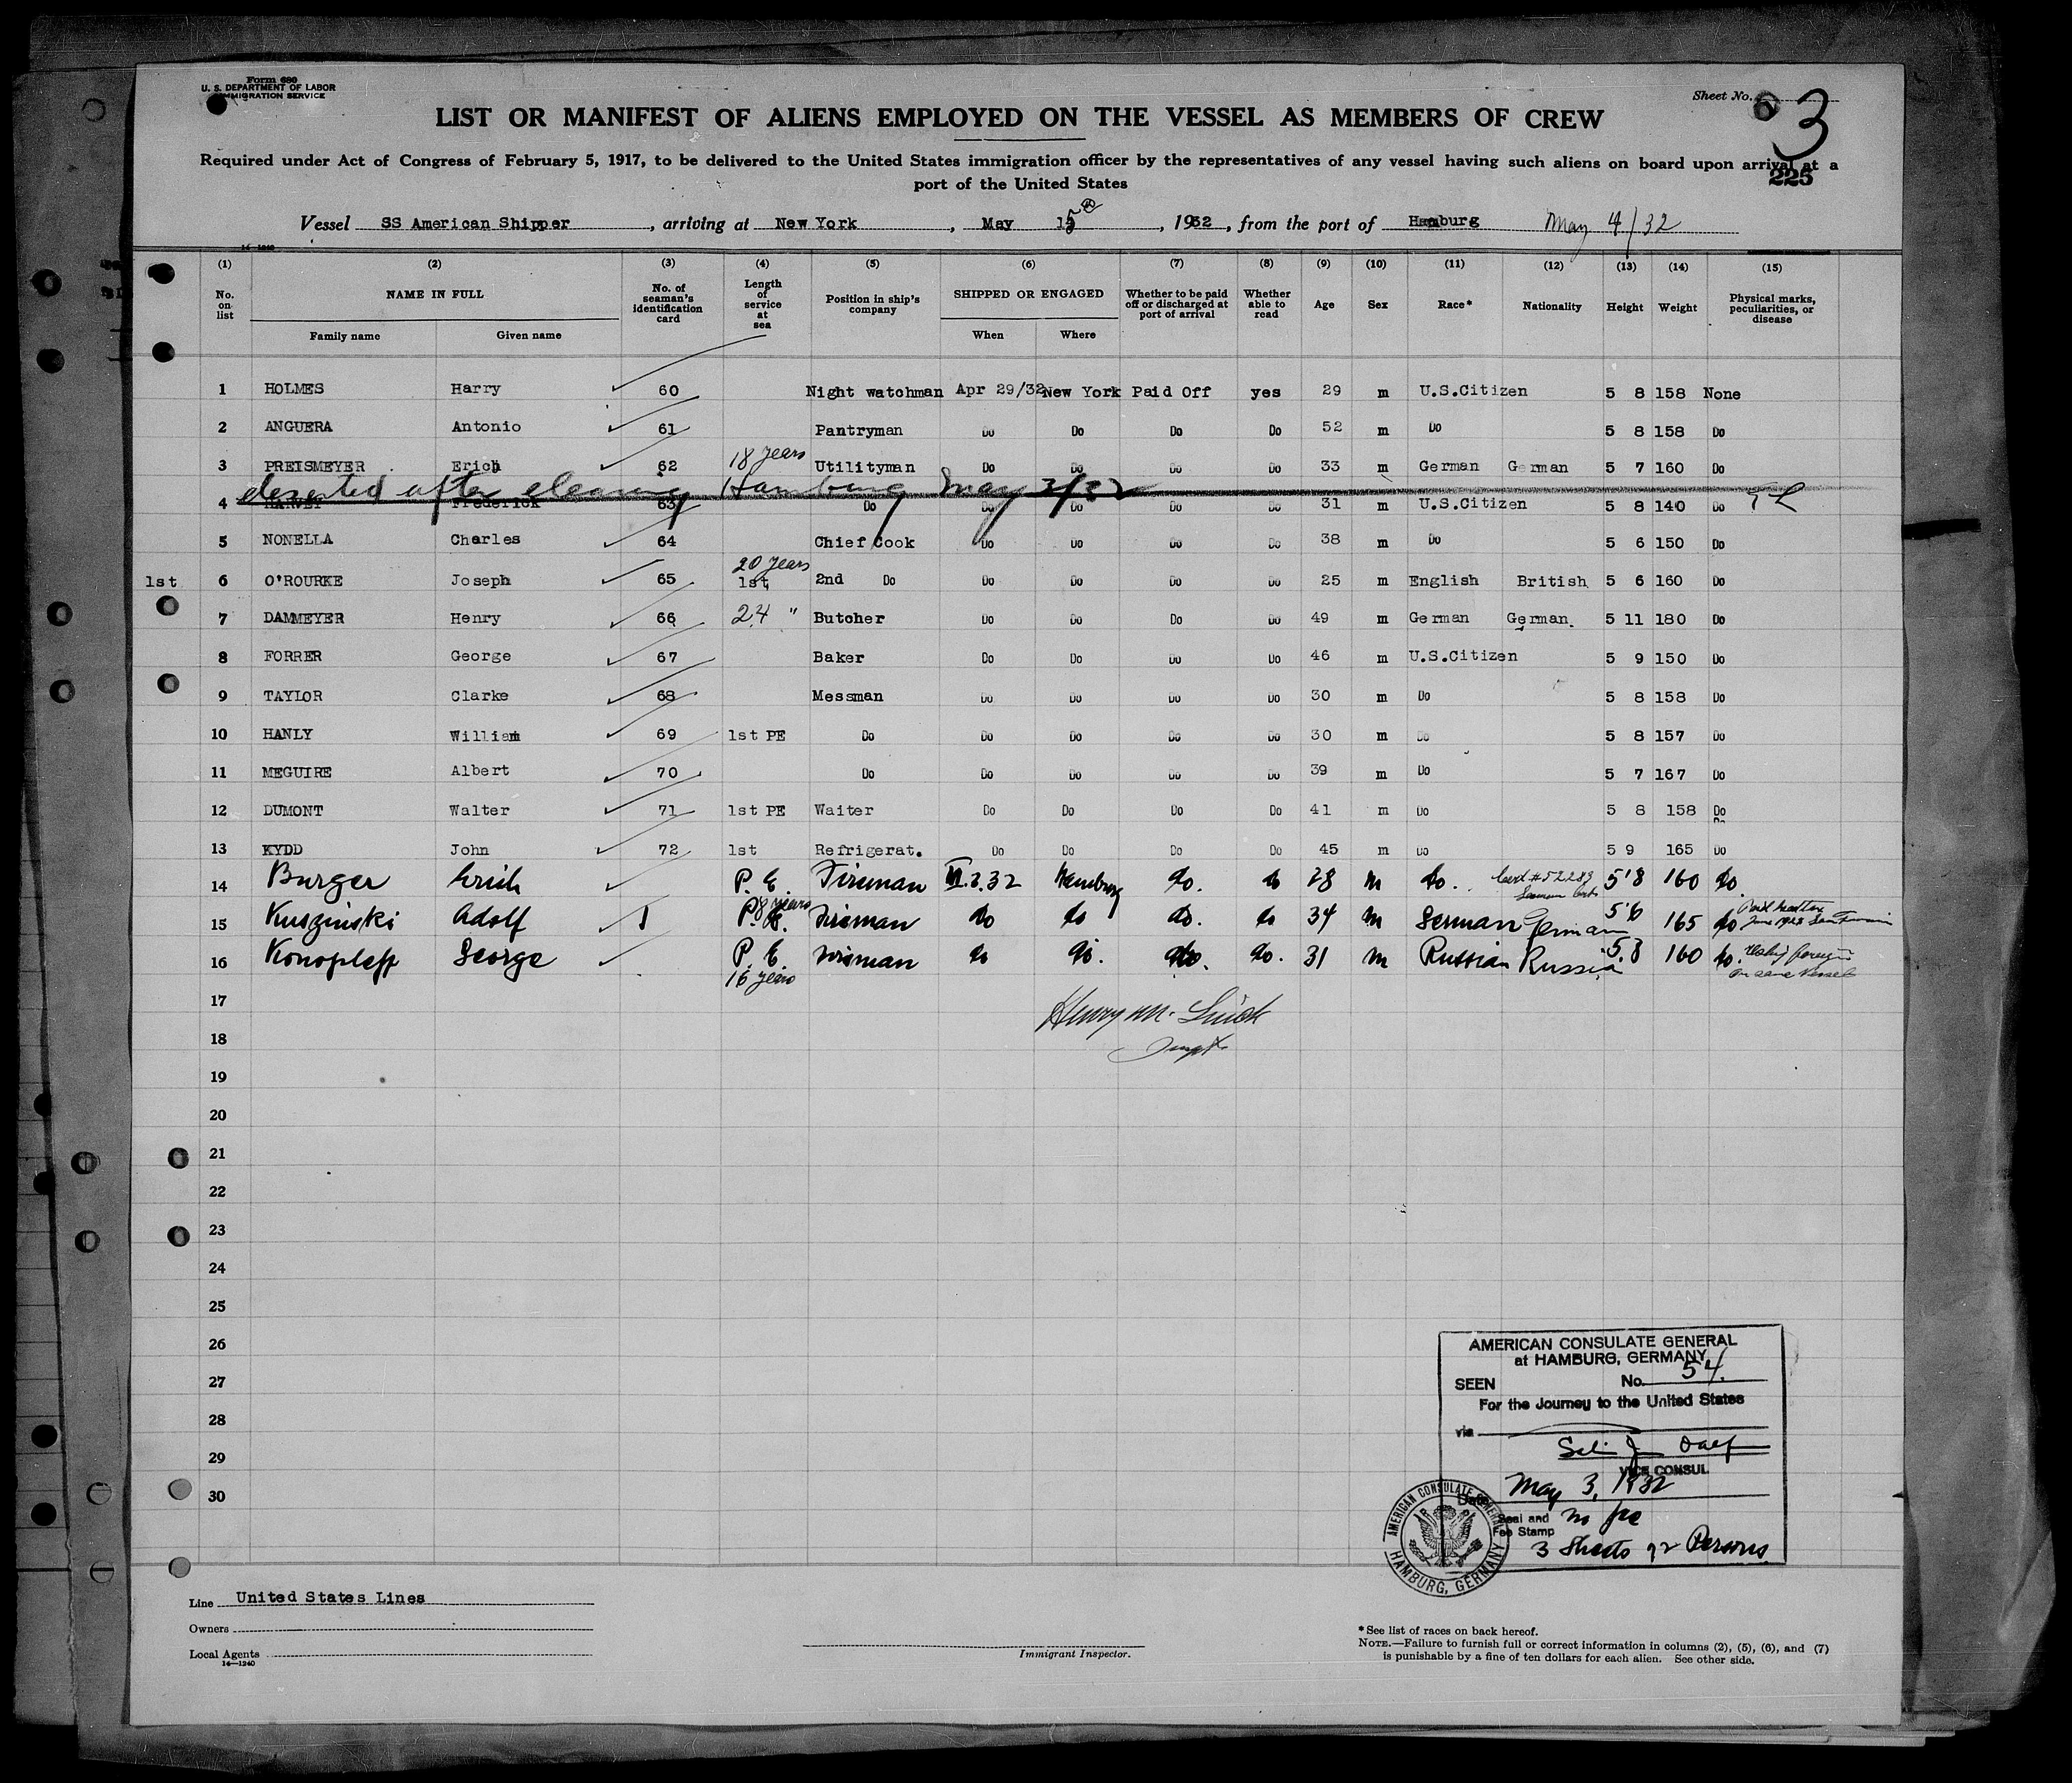 Form 680
U. S. DEPARTMENT OF LABOR
IMMIGRATION SERVICE
Sheet No. 3
LIST OR MANIFEST OF ALIENS EMPLOYED ON THE VESSEL AS MEMBERS OF CREW
Required under Act of Congress of February 5, 1917, to be delivered to the United States immigration officer by the representatives of any vessel having such aliens on board upon arrival at a
port of the United States
225
Vessel SS American Shipper, arriving at New York, May 15, 1932, from the port of Hamburg May 4/32
14-1240
(1) (2) (3) (4) (5) (6) (7) (8) (9) (10) (11) (12) (13) (14) (15)
No. on list NAME IN FULL No. of seaman's identification card Length of service at sea Position in ship's company SHIPPED OR ENGAGED Whether to be paid off or discharged at port of arrival Whether able to read Age Sex Race* Nationality Height Weight Physical marks, peculiarities, or disease
Family name Given name When Where
1 HOLMES Harry 60 Night watchman Apr 29/32 New York Paid Off yes 29 m U.S.Citizen 5 8 158 None
2 ANGUERA Antonio 61 Pantryman Do Do Do Do 52 m Do 5 8 158 Do
3 PREISMEYER Erich 62 18 years Utilityman Do Do Do Do 33 m German German 5 7 160 Do
deserted after clearing Hamburg May 3/32
4 HARVEY Frederick 63 Do Do Do Do Do 31 m U.S.Citizen 5 8 140 Do
5 NONELLA Charles 64 Chief Cook Do Do Do Do 38 m Do 5 6 150 Do
1st 6 O'ROURKE Joseph 65 20 years 1st 2nd Do Do Do Do Do 25 m English British 5 6 160 Do
7 DAMMEYER Henry 66 24 " Butcher Do Do Do Do 49 m German German 5 11 180 Do
8 FORRER George 67 Baker Do Do Do Do 46 m U.S.Citizen 5 9 150 Do
9 TAYLOR Clarke 68 Messman Do Do Do Do 30 m Do 5 8 158 Do
10 HANLY William 69 1st PE Do Do Do Do Do 30 m Do 5 8 157 Do
11 MEGUIRE Albert 70 Do Do Do Do Do 39 m Do 5 7 167 Do
12 DUMONT Walter 71 1st PE Waiter Do Do Do Do 41 m Do 5 8 158 Do
Do
13 KYDD John 72 1st Refrigerat. Do Do Do Do 45 m Do 5 9 165 Do
14 Burger Erich P. E. Fireman 3.32 Hamburg do. do 28 m do. 5'8 160 do.
15 Kuszinski Adolf 8 years P. E. Fireman do do do. do 34 m German German 5'6 165 do
16 Konopleff George P. E. 16 years Fireman do do. do. do. 31 m Russian Russia 5.8 160 do. on same vessel
17
Henry M.
18
19
20
21
22
23
24
25
26
27
28
29
30
AMERICAN CONSULATE GENERAL
at HAMBURG, GERMANY
SEEN No. 54.
For the Journey to the United States
via
VICE CONSUL
Date May 3, 1932
Seal and Fee Stamp no fee
3 Sheets 92 Persons
AMERICAN CONSULATE GENERAL HAMBURG, GERMANY
Line United States Lines
Owners
Local Agents
14-1240
Immigrant Inspector.
*See list of races on back hereof.
NOTE.—Failure to furnish full or correct information in columns (2), (5), (6), and (7)
is punishable by a fine of ten dollars for each alien. See other side.